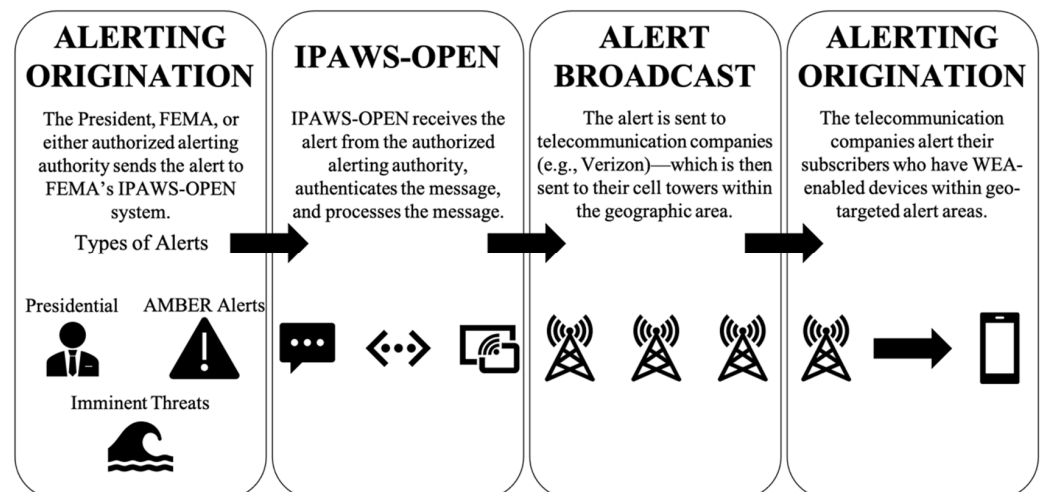 ALERTING
ORIGINATION
The President, FEMA, or
either authorized alerting
authority sends the alert to
FEMA's IPAWS-OPEN
system.
Types of Alerts
Presidential
AMBER Alerts
Imminent Threats
IPAWS-OPEN
IPAWS-OPEN receives the
alert from the authorized
alerting authority,
authenticates the message,
and processes the message.
ALERT
BROADCAST
The alert is sent to
telecommunication companies
(e.g., Verizon)—which is then
sent to their cell towers within
the geographic area.
ALERTING
ORIGINATION
The telecommunication
companies alert their
subscribers who have WEA-
enabled devices within geo-
targeted alert areas.